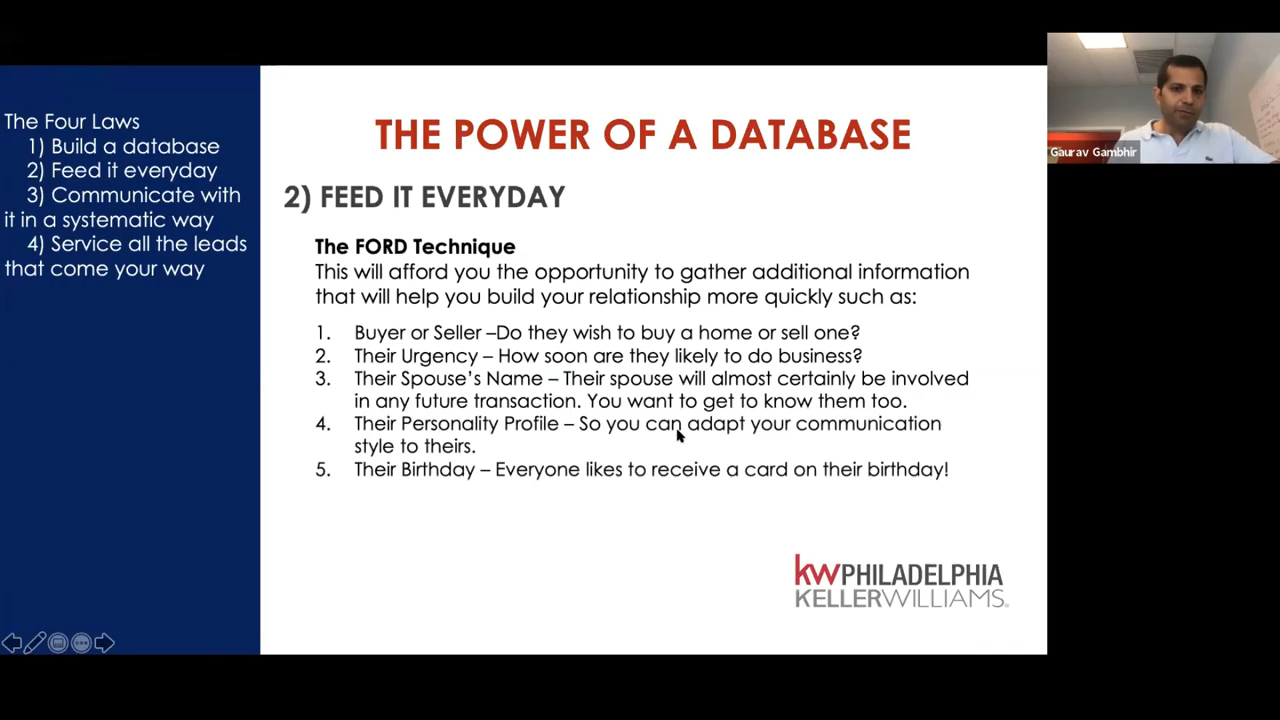 The Four Laws
1) Build a database
2) Feed it everyday
3) Communicate with
it in a systematic way
4) Service all the leads
that come your way
THE POWER OF A DATABASE
2) FEED IT EVERYDAY
The FORD Technique
This will afford you the opportunity to gather additional information
that will help you build your relationship more quickly such as:
1. Buyer or Seller –Do they wish to buy a home or sell one?
2. Their Urgency – How soon are they likely to do business?
3. Their Spouse's Name – Their spouse will almost certainly be involved
in any future transaction. You want to get to know them too.
4. Their Personality Profile – So you can adapt your communication
style to theirs.
5. Their Birthday – Everyone likes to receive a card on their birthday!
kwPHILADELPHIA
KELLERWILLIAMS®
Gaurav Gambhir